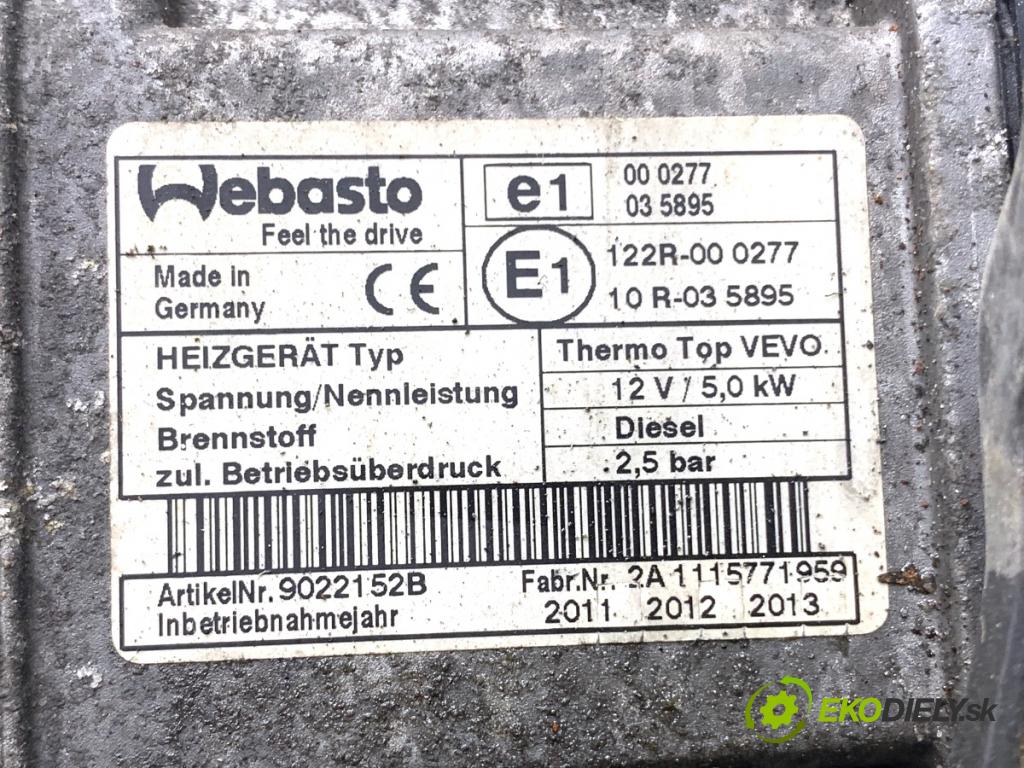 Webasto
Feel the drive
e1
00 0277
03 5895
Made in
Germany
CE
E1
122R-00 0277
10 R-03 5895
HEIZGERÄT Typ
Thermo Top VEVO
Spannung/Nennleistung
12 V / 5,0 kW
Brennstoff
Diesel
zul. Betriebsüberdruck
2,5 bar
ArtikelNr. 9022152B
Fabr.Nr. 2A1115771959
Inbetriebnahmejahr
2011 2012 2013
EKODIELY.sk